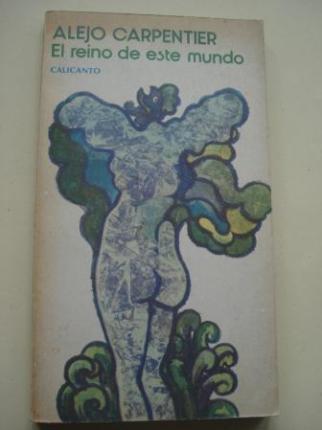 ALEJO CARPENTIER
El reino de este mundo
CALICANTO